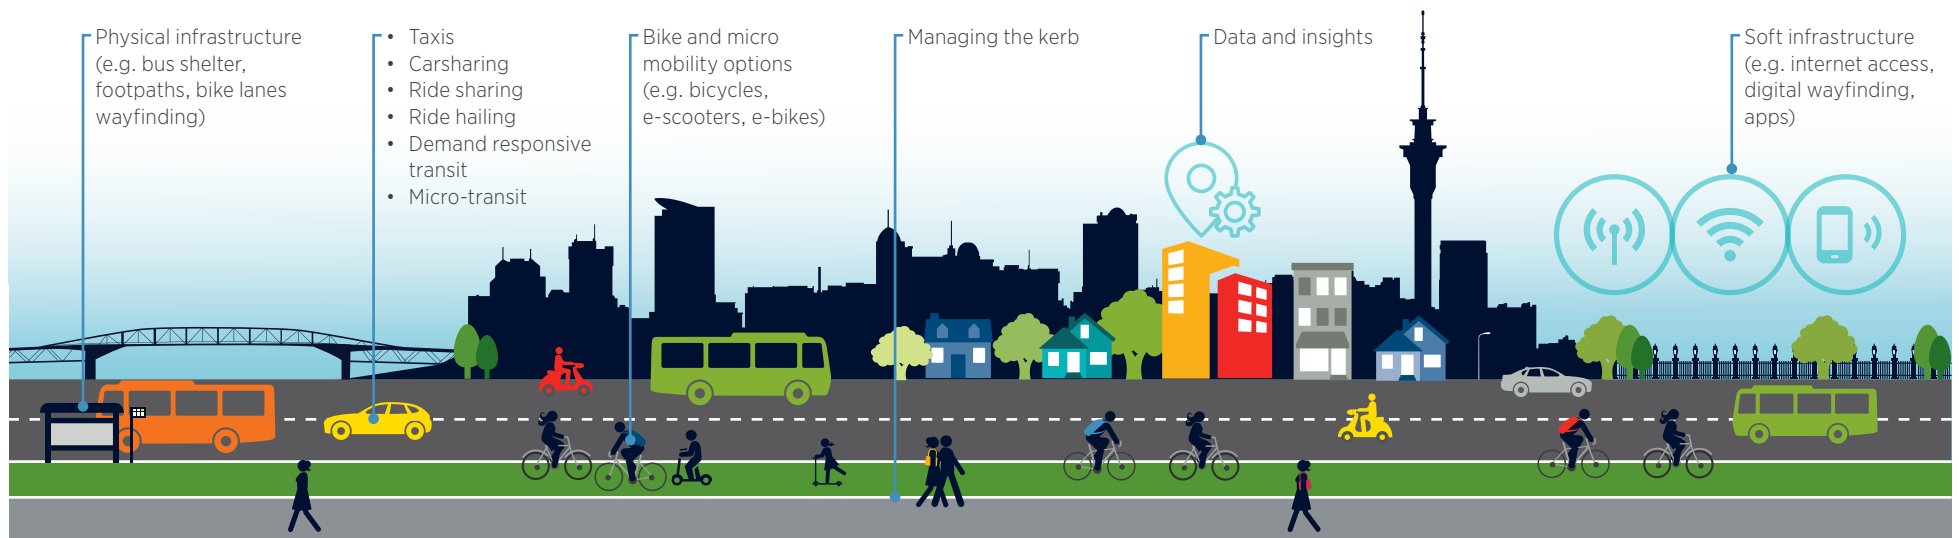 Physical infrastructure
(e.g. bus shelter,
footpaths, bike lanes
wayfinding)
• Taxis
• Carsharing
• Ride sharing
• Ride hailing
• Demand responsive
transit
• Micro-transit
Bike and micro
mobility options
(e.g. bicycles,
e-scooters, e-bikes)
Managing the kerb
Data and insights
Soft infrastructure
(e.g. internet access,
digital wayfinding,
apps)